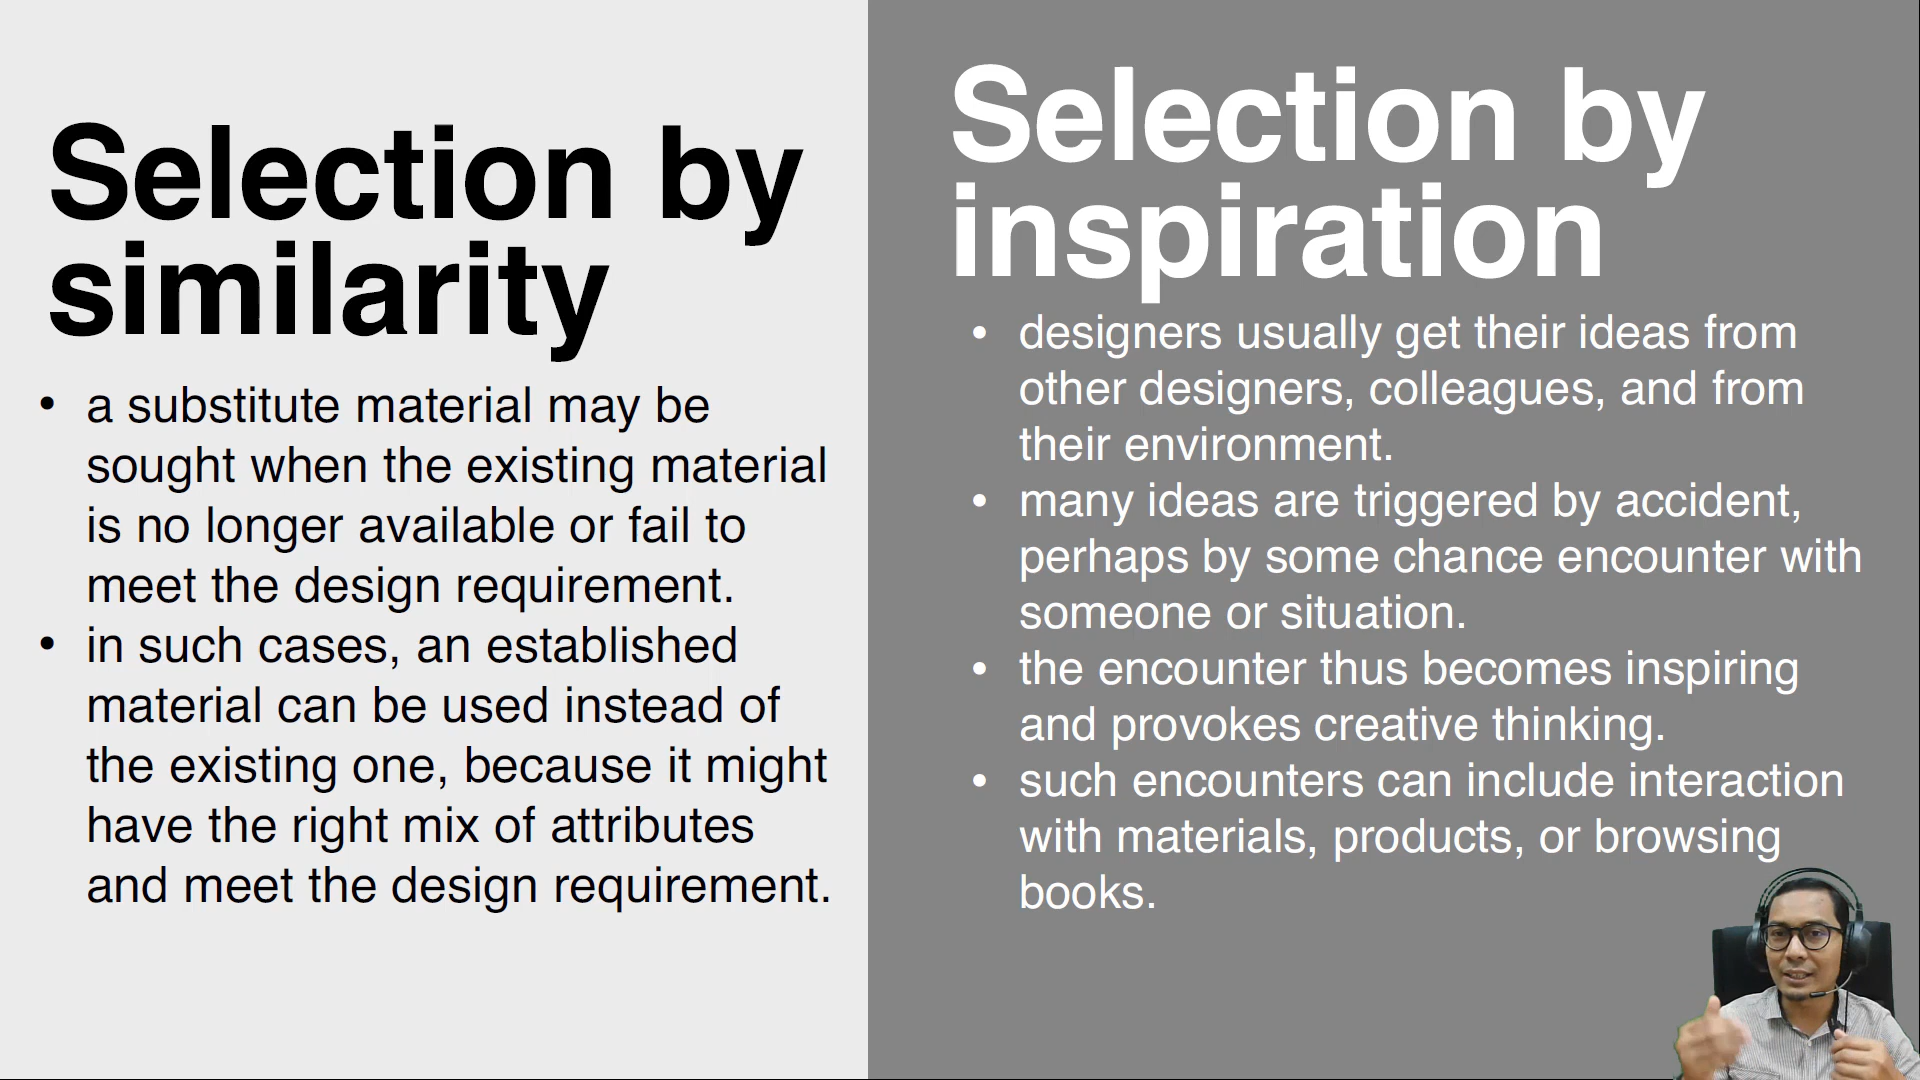 Selection by
similarity
• a substitute material may be
sought when the existing material
is no longer available or fail to
meet the design requirement.
• in such cases, an established
material can be used instead of
the existing one, because it might
have the right mix of attributes
and meet the design requirement.
Selection by
inspiration
• designers usually get their ideas from
other designers, colleagues, and from
their environment.
• many ideas are triggered by accident,
perhaps by some chance encounter with
someone or situation.
• the encounter thus becomes inspiring
and provokes creative thinking.
• such encounters can include interaction
with materials, products, or browsing
books.